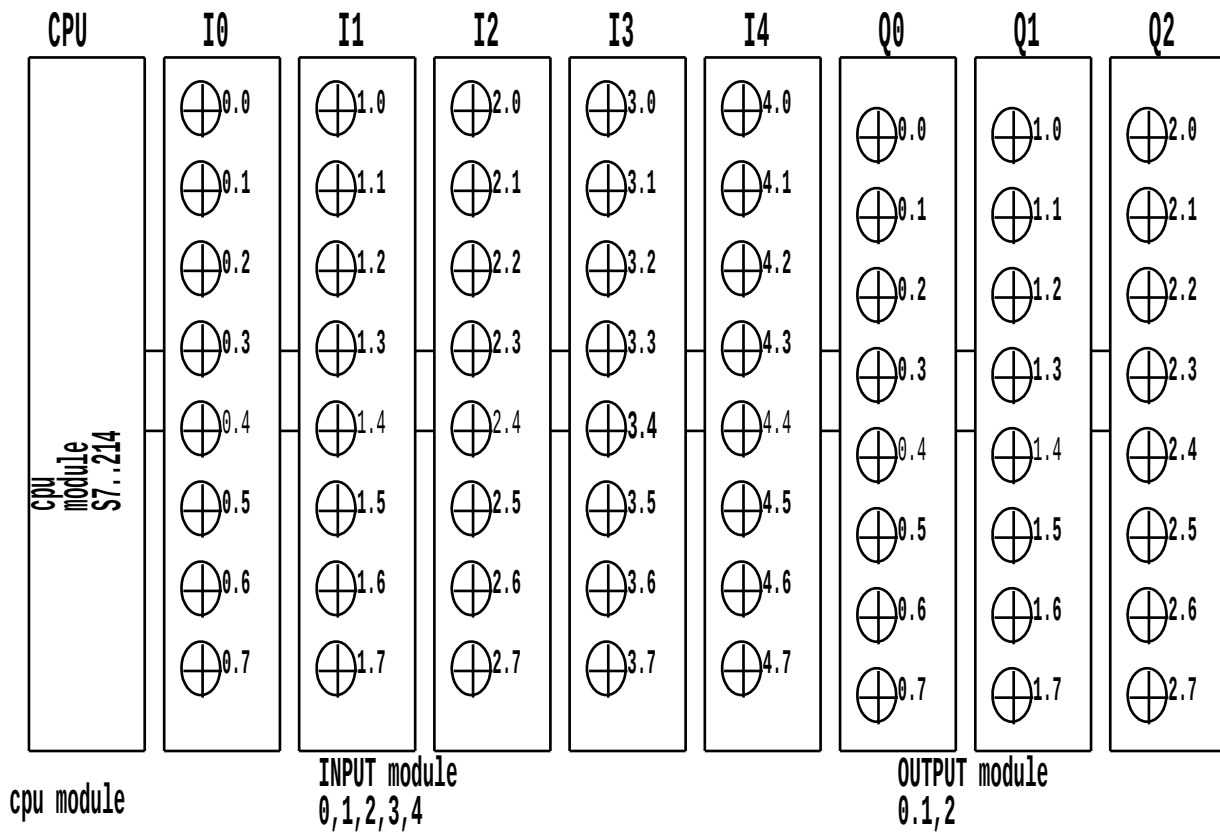 CPU I0 I1 I2 I3 I4 Q0 Q1 Q2
0.0 1.0 2.0 3.0 4.0 0.0 1.0 2.0
0.1 1.1 2.1 3.1 4.1 0.1 1.1 2.1
0.2 1.2 2.2 3.2 4.2 0.2 1.2 2.2
0.3 1.3 2.3 3.3 4.3 0.3 1.3 2.3
0.4 1.4 2.4 3.4 4.4 0.4 1.4 2.4
0.5 1.5 2.5 3.5 4.5 0.5 1.5 2.5
0.6 1.6 2.6 3.6 4.6 0.6 1.6 2.6
0.7 1.7 2.7 3.7 4.7 0.7 1.7 2.7
cpu
module
S7..214
cpu module
INPUT module
0,1,2,3,4
OUTPUT module
0.1,2